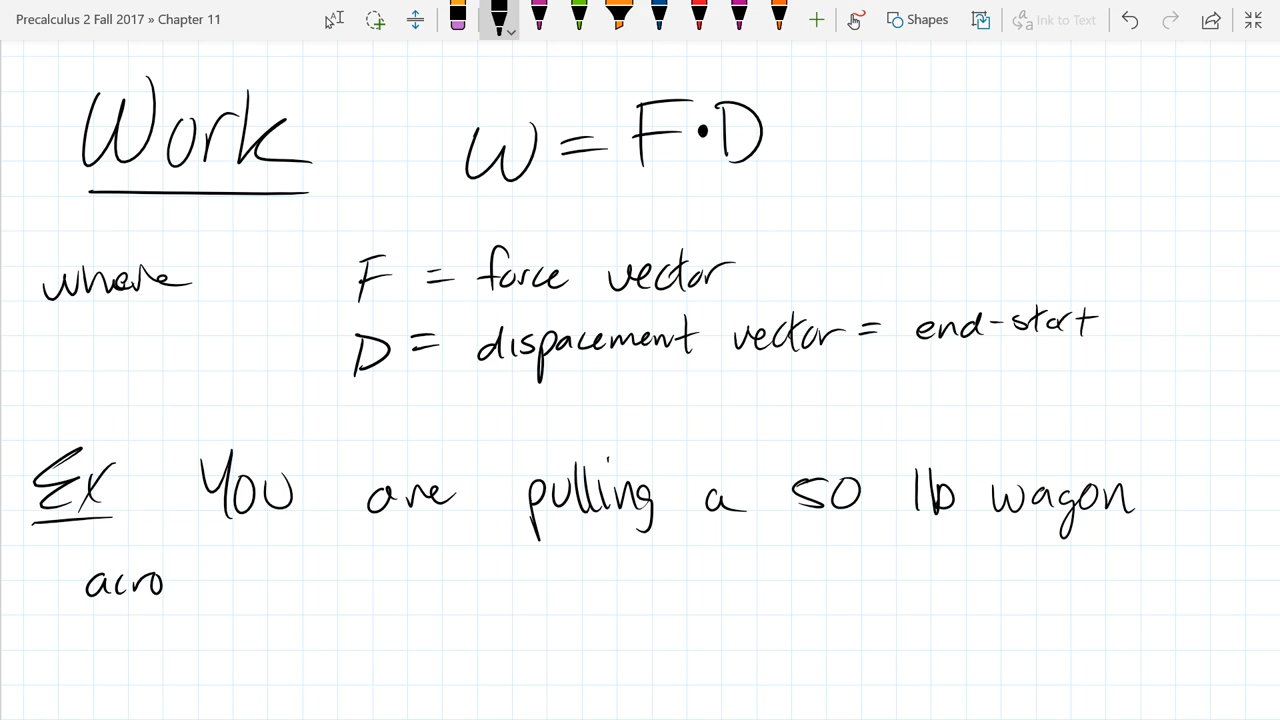 Precalculus 2 Fall 2017 » Chapter 11
Shapes
Ink to Text
Work W = F • D
where F = force vector
D = dispacement vector = end-start
Ex You are pulling a 50 lb wagon
acro